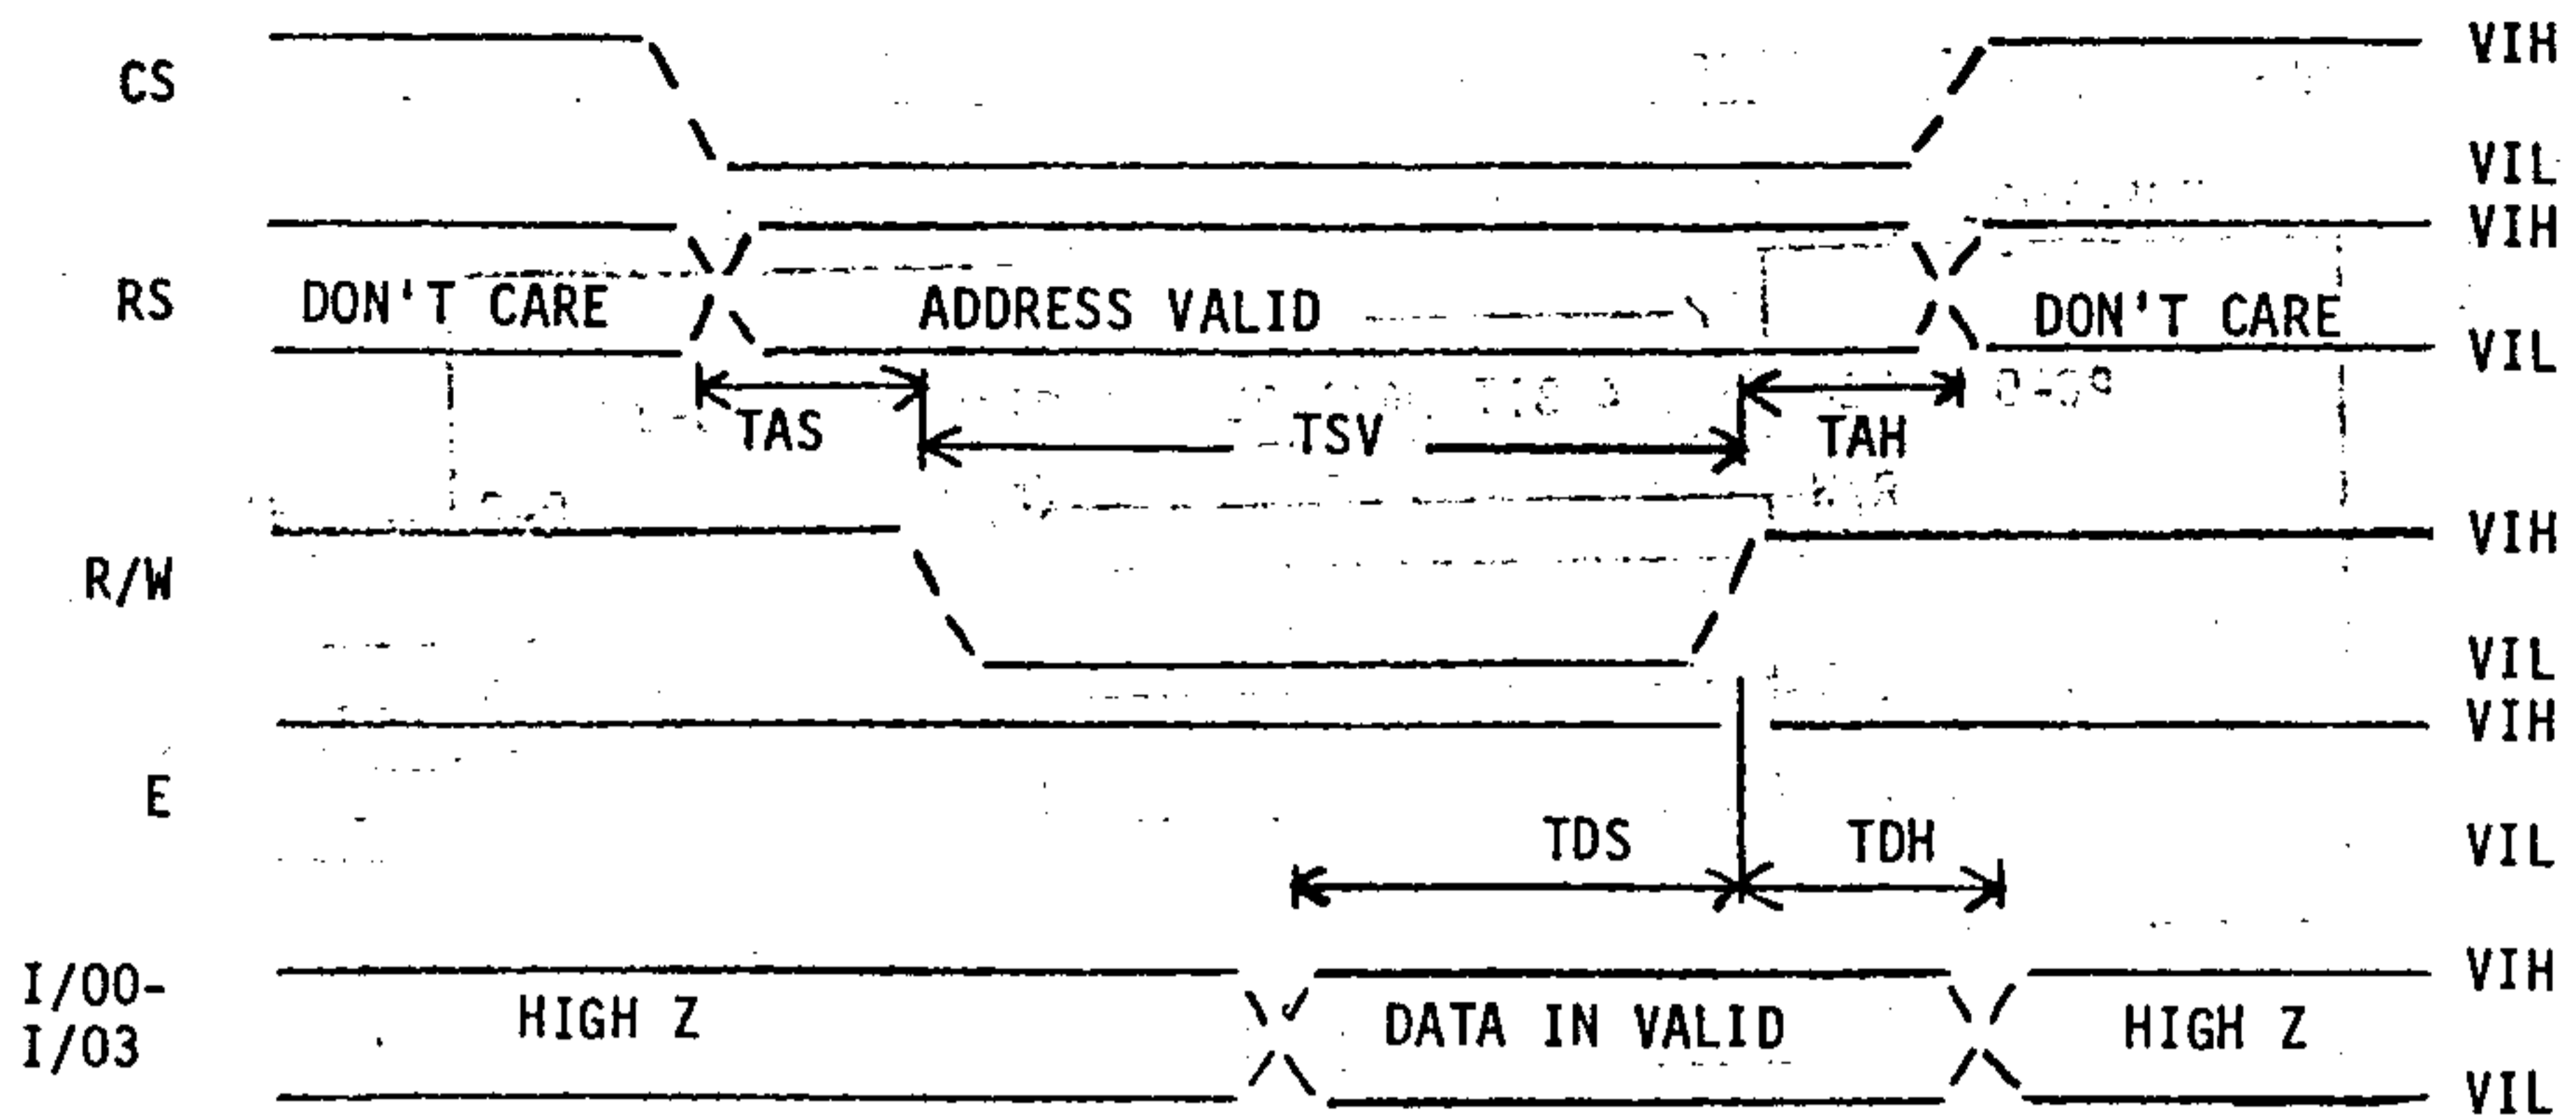 CS
VIH
VIL
RS
DON'T CARE
ADDRESS VALID
DON'T CARE
VIH
VIL
TAS
TSV
TAH
R/W
VIH
VIL
E
VIH
VIL
TDS
TDH
I/O0-
I/O3
HIGH Z
DATA IN VALID
HIGH Z
VIH
VIL